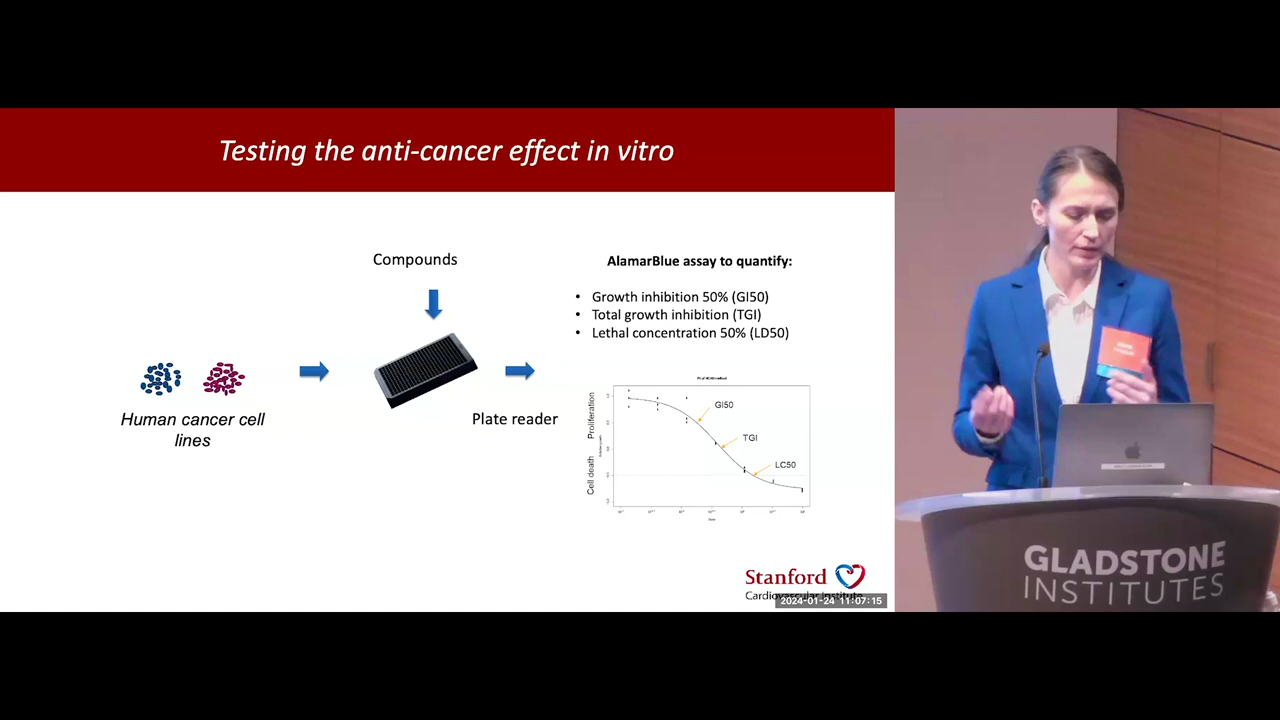 Testing the anti-cancer effect in vitro
Compounds
AlamarBlue assay to quantify:
• Growth inhibition 50% (GI50)
• Total growth inhibition (TGI)
• Lethal concentration 50% (LD50)
Human cancer cell
lines
Plate reader
Proliferation
Cell death
GI50
TGI
LC50
Stanford
Cardiovascular Institute
2024-01-24 11:07:15
GLADSTONE
INSTITUTES